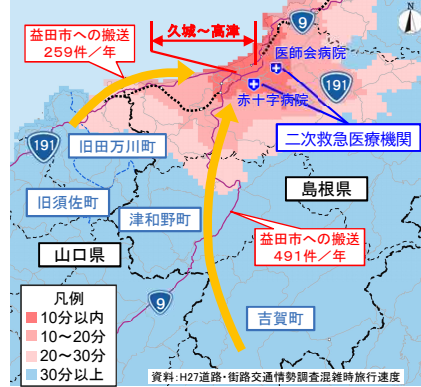 久城～高津
9
N
益田市への搬送
259件／年
医師会病院
191
赤十字病院
二次救急医療機関
191
旧田万川町
旧須佐町
島根県
津和野町
山口県
益田市への搬送
491件／年
9
吉賀町
凡例
10分以内
10～20分
20～30分
30分以上
資料:H27道路・街路交通情勢調査混雑時旅行速度